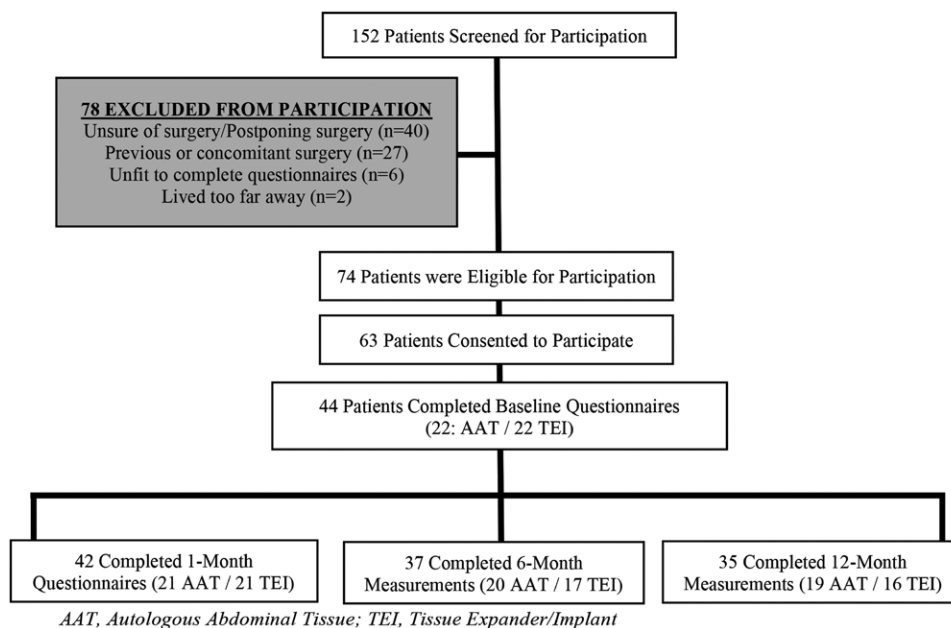 152 Patients Screened for Participation
78 EXCLUDED FROM PARTICIPATION
Unsure of surgery/Postponing surgery (n=40)
Previous or concomitant surgery (n=27)
Unfit to complete questionnaires (n=6)
Lived too far away (n=2)
74 Patients were Eligible for Participation
63 Patients Consented to Participate
44 Patients Completed Baseline Questionnaires
(22: AAT / 22 TEI)
42 Completed 1-Month
Questionnaires (21 AAT / 21 TEI)
37 Completed 6-Month
Measurements (20 AAT / 17 TEI)
35 Completed 12-Month
Measurements (19 AAT / 16 TEI)
AAT, Autologous Abdominal Tissue; TEI, Tissue Expander/Implant